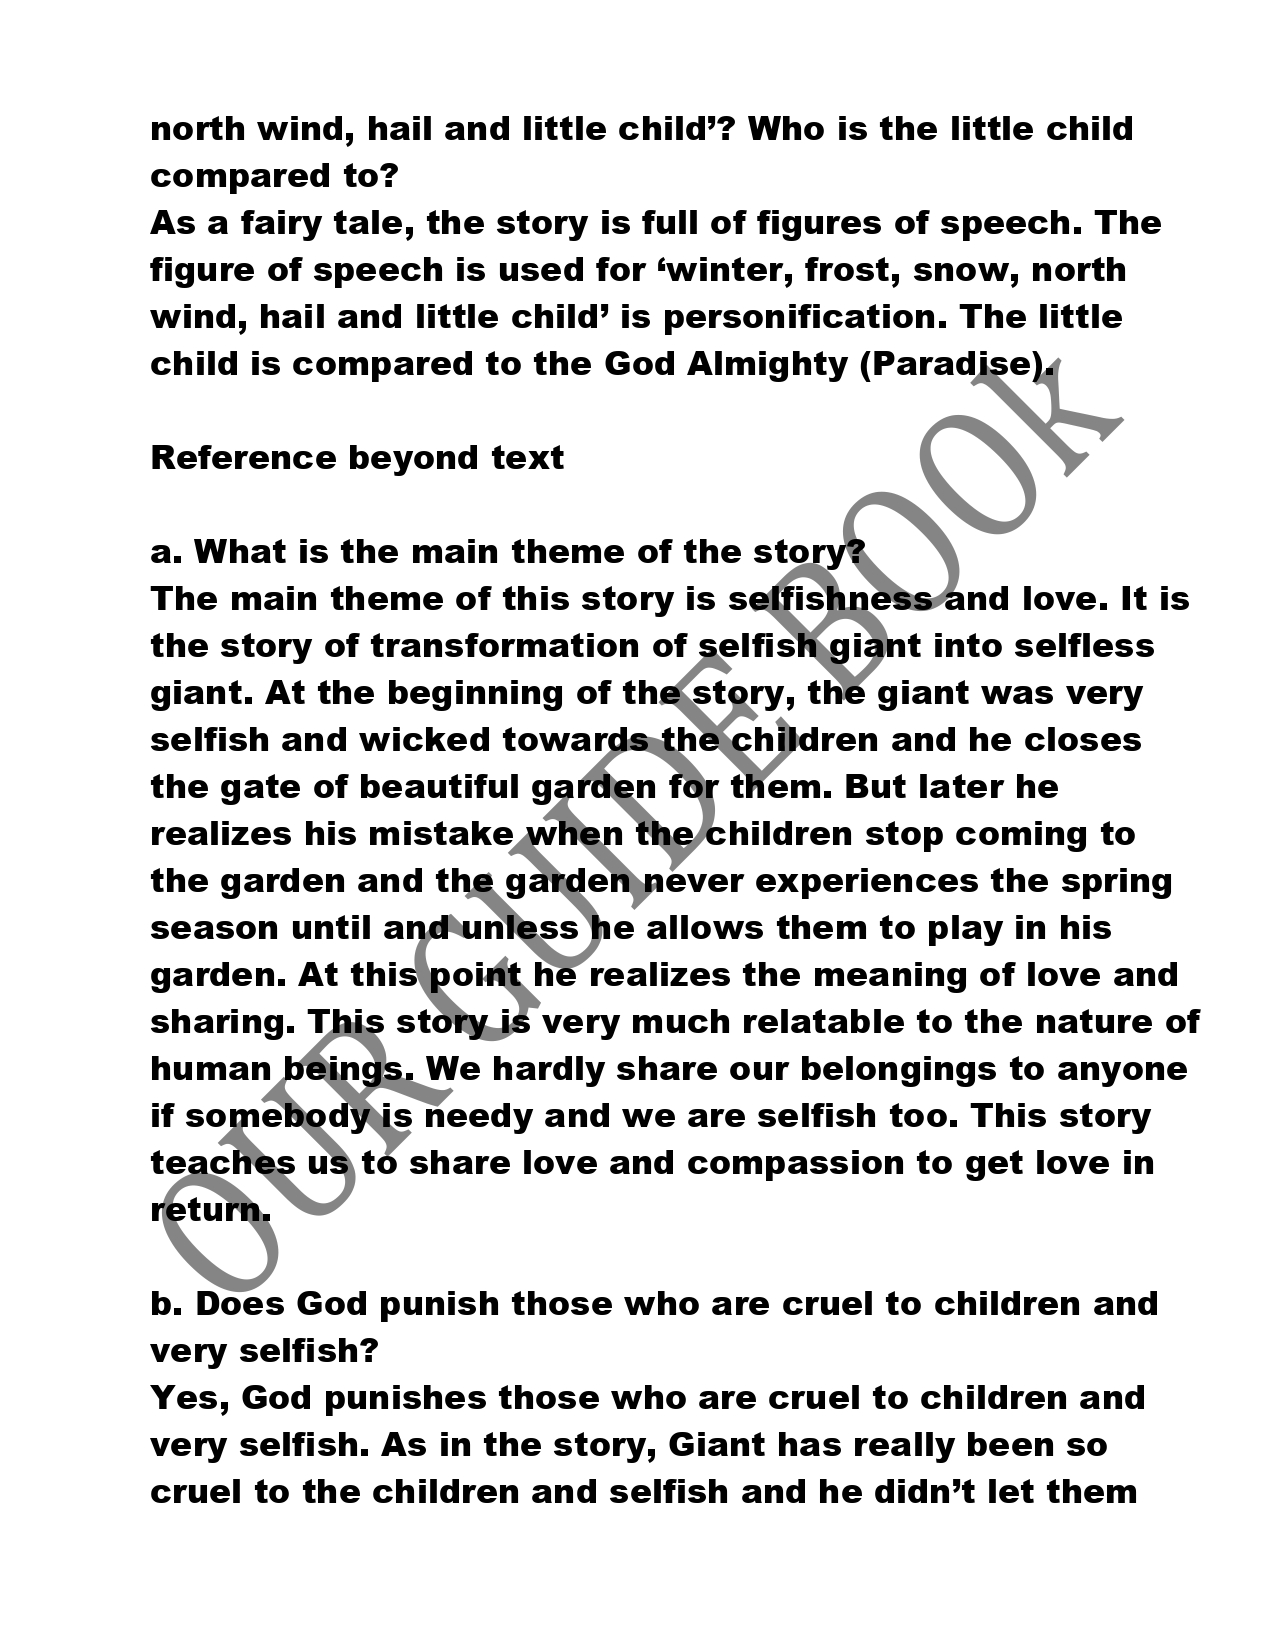 north wind, hail and little child’? Who is the little child
compared to?
As a fairy tale, the story is full of figures of speech. The
figure of speech is used for ‘winter, frost, snow, north
wind, hail and little child’ is personification. The little
child is compared to the God Almighty (Paradise).
Reference beyond text
a. What is the main theme of the story?
The main theme of this story is selfishness and love. It is
the story of transformation of selfish giant into selfless
giant. At the beginning of the story, the giant was very
selfish and wicked towards the children and he closes
the gate of beautiful garden for them. But later he
realizes his mistake when the children stop coming to
the garden and the garden never experiences the spring
season until and unless he allows them to play in his
garden. At this point he realizes the meaning of love and
sharing. This story is very much relatable to the nature of
human beings. We hardly share our belongings to anyone
if somebody is needy and we are selfish too. This story
teaches us to share love and compassion to get love in
return.
b. Does God punish those who are cruel to children and
very selfish?
Yes, God punishes those who are cruel to children and
very selfish. As in the story, Giant has really been so
cruel to the children and selfish and he didn’t let them
OUR GUIDE BOOk